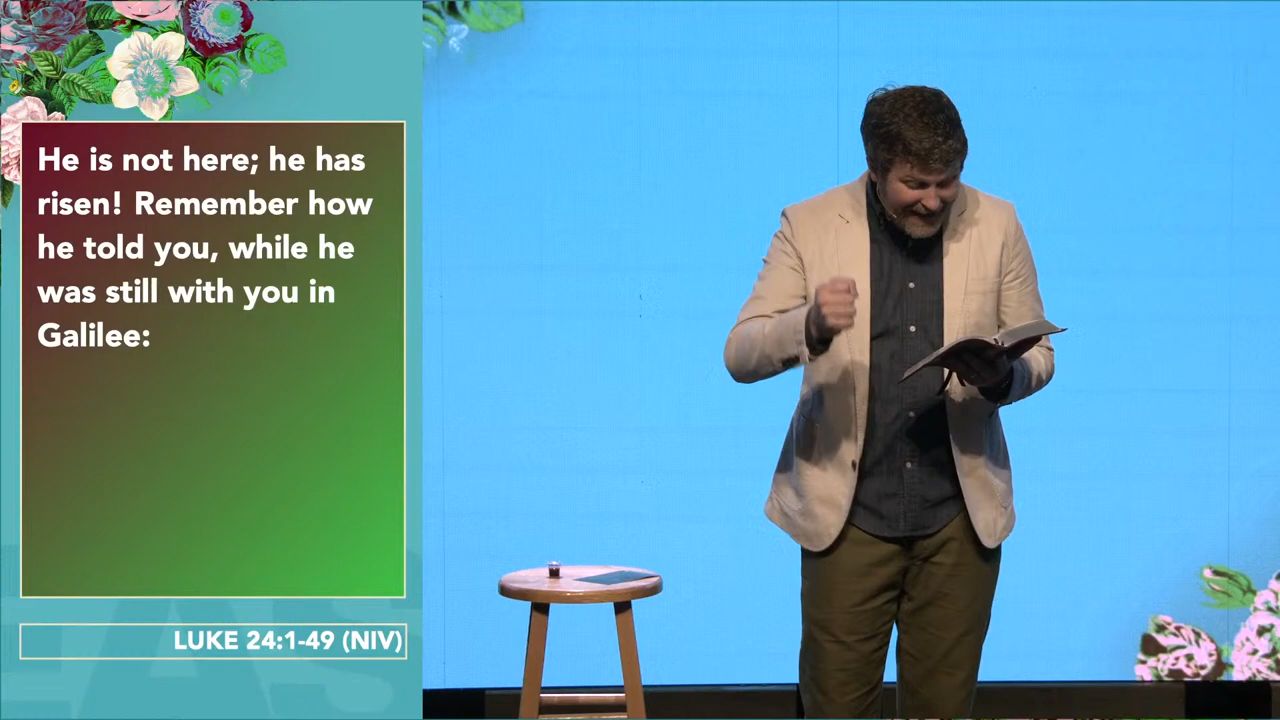 He is not here; he has
risen! Remember how
he told you, while he
was still with you in
Galilee:
LUKE 24:1-49 (NIV)